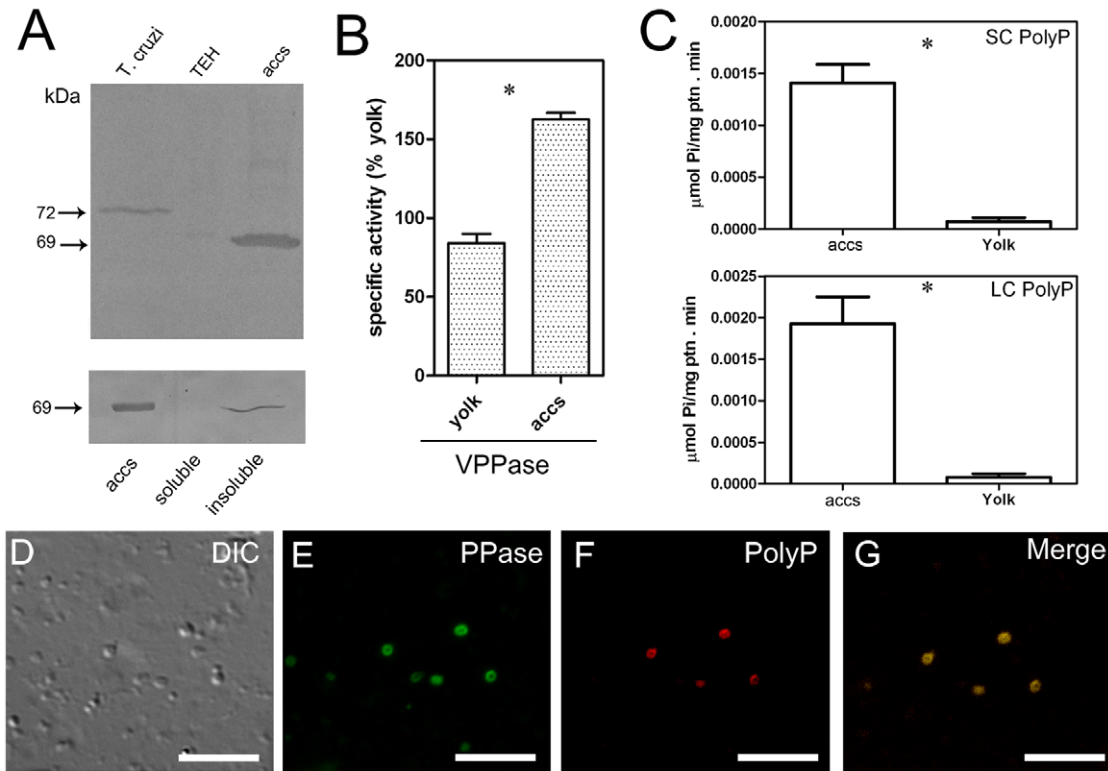 A
T. cruzi
TEH
accs
kDa
72
69
69
accs
soluble
insoluble
B
specific activity (% yolk)
200
150
100
50
0
*
yolk
accs
VPPase
C
μmol Pi/mg ptn . min
0.0020
0.0015
0.0010
0.0005
0.0000
*
SC PolyP
accs
Yolk
μmol Pi/mg ptn . min
0.0025
0.0020
0.0015
0.0010
0.0005
0.0000
*
LC PolyP
accs
Yolk
D
DIC
E
PPase
F
PolyP
G
Merge